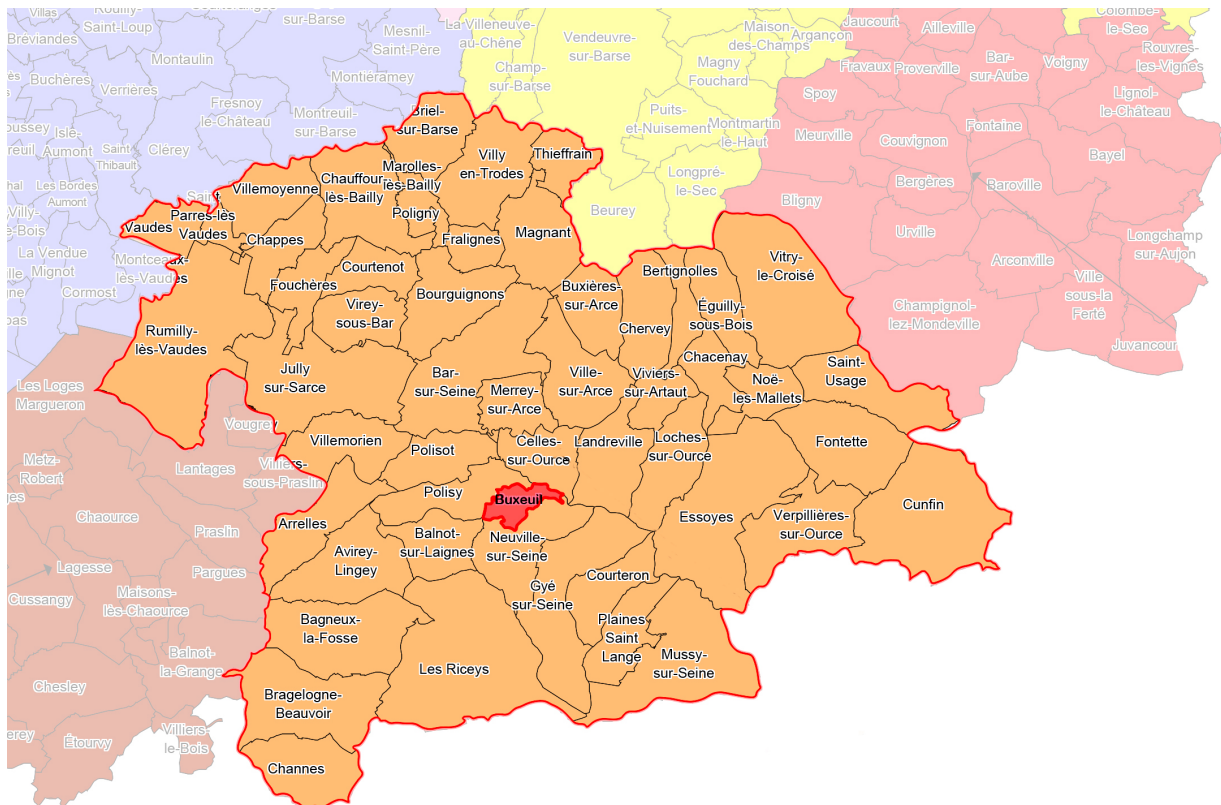 Villas
Rouilly-
Saint-Loup
sur-Barse
Bréviandes
Mesnil-
Saint-Père
La Villeneuve-
au-Chêne
Vendeuvre-
sur-Barse
Maison-
des-Champs
Argançon
Jaucourt
Ailleville
Colombé-
le-Sec
Rouvres-
les-Vignes
Montaulin
Buchères
Verrières
Montiéramey
Champ-
sur-Barse
Magny
Fouchard
Fravaux
Proverville
Bar-
sur-Aube
Voigny
Lignol-
le-Château
Spoy
Fresnoy
-le-Château
Montreuil-
sur-Barse
Briel-
sur-Barse
Puits-
et-Nuisement
Montmartin
le-Haut
Meurville
Couvignon
Fontaine
Bayel
Isle-
Aumont
Saint
Thibault
Clérey
Les Bordes
Aumont
Villemoyenne
Chauffour
lès-Bailly
Marolles-
lès-Bailly
Villy
en-Trodes
Thieffrain
Longpré-
le-Sec
Bergères
Baroville
Bligny
Beurey
Vaudes
Parres-lès
Vaudes
Chappes
Poligny
Fralignes
Magnant
Urville
Arconville
Longchamp
sur-Aujon
La Vendue
Mignot
Montceaux-
lès-Vaudes
Cormost
Courtenot
Fouchères
Bourguignons
Buxières-
sur-Arce
Bertignolles
Vitry-
le-Croisé
Ville
sous-la
Ferté
Champignol-
lez-Mondeville
Juvancour
Virey-
sous-Bar
Chervey
Éguilly-
sous-Bois
Rumilly-
lès-Vaudes
Jully
sur-Sarce
Bar-
sur-Seine
Merrey-
sur-Arce
Ville-
sur-Arce
Viviers-
sur-Artaut
Chacenay
Noë-
les-Mallets
Saint-
Usage
Les Loges
Margueron
Vougrey
Villemorien
Polisot
Celles-
sur-Ource
Landreville
Loches-
sur-Ource
Fontette
Metz-
Robert
Lantages
Villiers-
sous-Praslin
Polisy
Buxeuil
Cunfin
Chaource
Praslin
Arrelles
Balnot-
sur-Laignes
Neuville-
sur-Seine
Essoyes
Verpillières-
sur-Ource
Avirey-
Lingey
Lagesse
Pargues
Cussangy
Maisons-
lès-Chaource
Gyé
sur-Seine
Courteron
Bagneux-
la-Fosse
Plaines
Saint
Lange
Balnot-
la-Grange
Les Riceys
Mussy-
sur-Seine
Chesley
Bragelogne-
Beauvoir
Étourvy
Villiers-
le-Bois
Channes